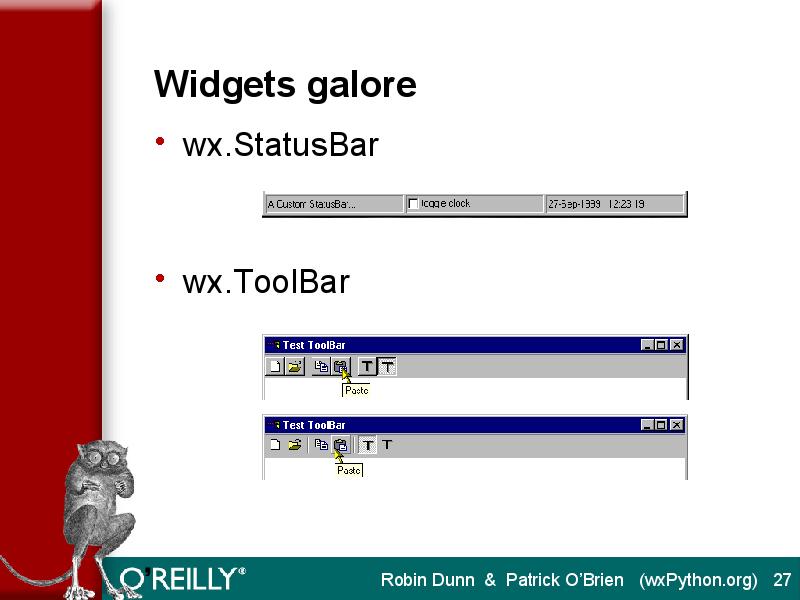 Widgets galore
• wx.StatusBar
A Custom StatusBar...
toggle clock
27-Sep-1999 12:23:19
• wx.ToolBar
Test ToolBar
T T
Paste
Test ToolBar
T T
Paste
O'REILLY®
Robin Dunn & Patrick O'Brien (wxPython.org) 27